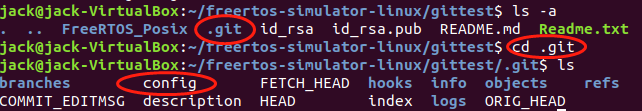 jack@jack-VirtualBox:~/freertos-simulator-linux/gittest$ ls -a
. .. FreeRTOS_Posix .git id_rsa id_rsa.pub README.md Readme.txt
jack@jack-VirtualBox:~/freertos-simulator-linux/gittest$ cd .git
jack@jack-VirtualBox:~/freertos-simulator-linux/gittest/.git$ ls
branches config FETCH_HEAD hooks info objects refs
COMMIT_EDITMSG description HEAD index logs ORIG_HEAD